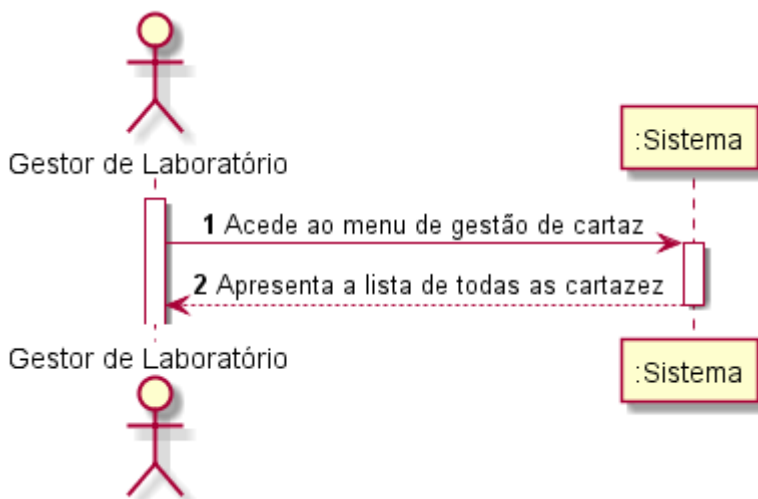 Gestor de Laboratório
:Sistema
1 Acede ao menu de gestão de cartaz
2 Apresenta a lista de todas as cartazez
Gestor de Laboratório
:Sistema